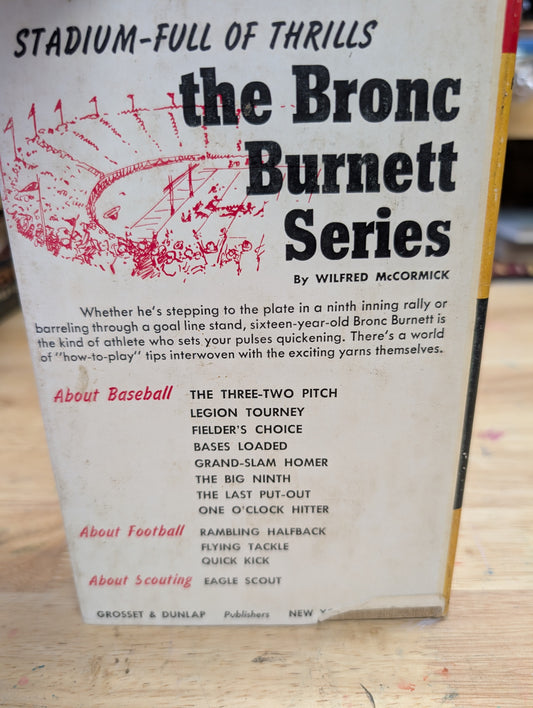 STADIUM-FULL OF THRILLS
the Bronc
Burnett
Series
By WILFRED McCORMICK
Whether he's stepping to the plate in a ninth inning rally or
barreling through a goal line stand, sixteen-year-old Bronc Burnett is
the kind of athlete who sets your pulses quickening. There's a world
of "how-to-play" tips interwoven with the exciting yarns themselves.
About Baseball THE THREE-TWO PITCH
LEGION TOURNEY
FIELDER'S CHOICE
BASES LOADED
GRAND-SLAM HOMER
THE BIG NINTH
THE LAST PUT-OUT
ONE O'CLOCK HITTER
About Football RAMBLING HALFBACK
FLYING TACKLE
QUICK KICK
About Scouting EAGLE SCOUT
GROSSET & DUNLAP Publishers NEW